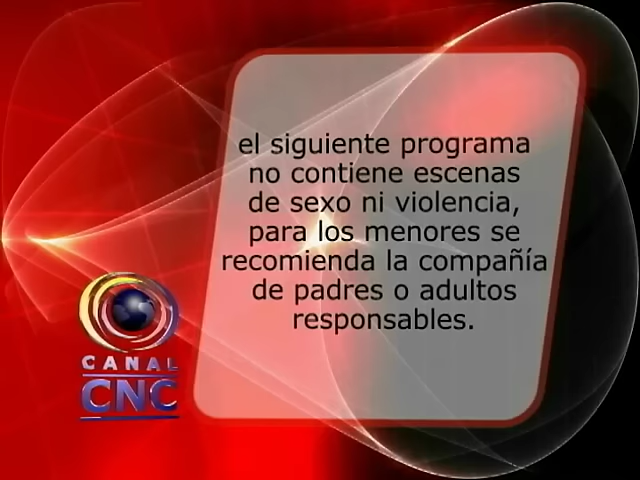 el siguiente programa
no contiene escenas
de sexo ni violencia,
para los menores se
recomienda la compañía
de padres o adultos
responsables.
CANAL
CNC